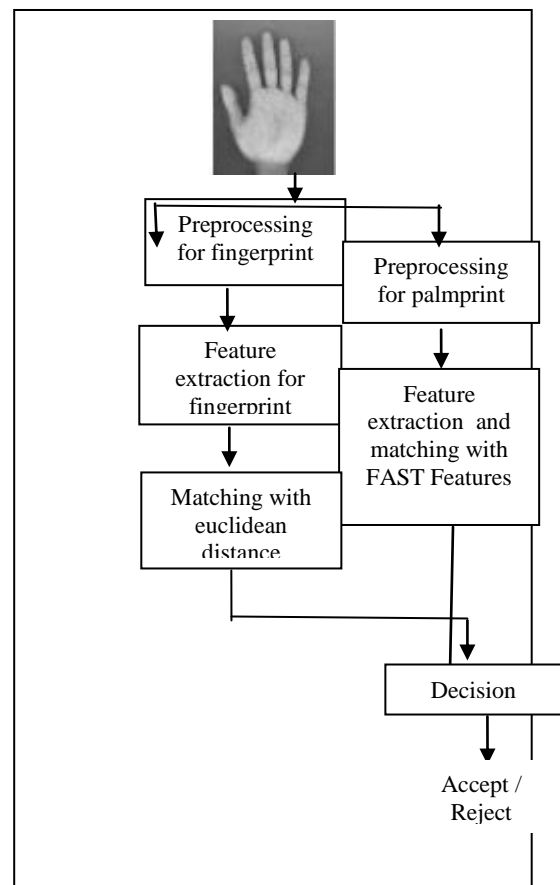 Preprocessing
for fingerprint
Preprocessing
for palmprint
Feature
extraction for
fingerprint
Feature
extraction and
matching with
FAST Features
Matching with
euclidean
distance
Decision
Accept /
Reject